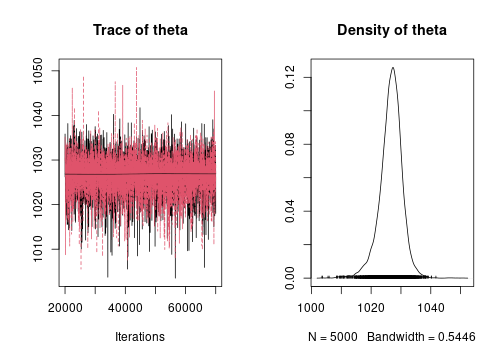 Trace of theta
1010 1020 1030 1040 1050
20000 40000 60000
Iterations
Density of theta
0.00 0.04 0.08 0.12
1000 1020 1040
N = 5000 Bandwidth = 0.5446